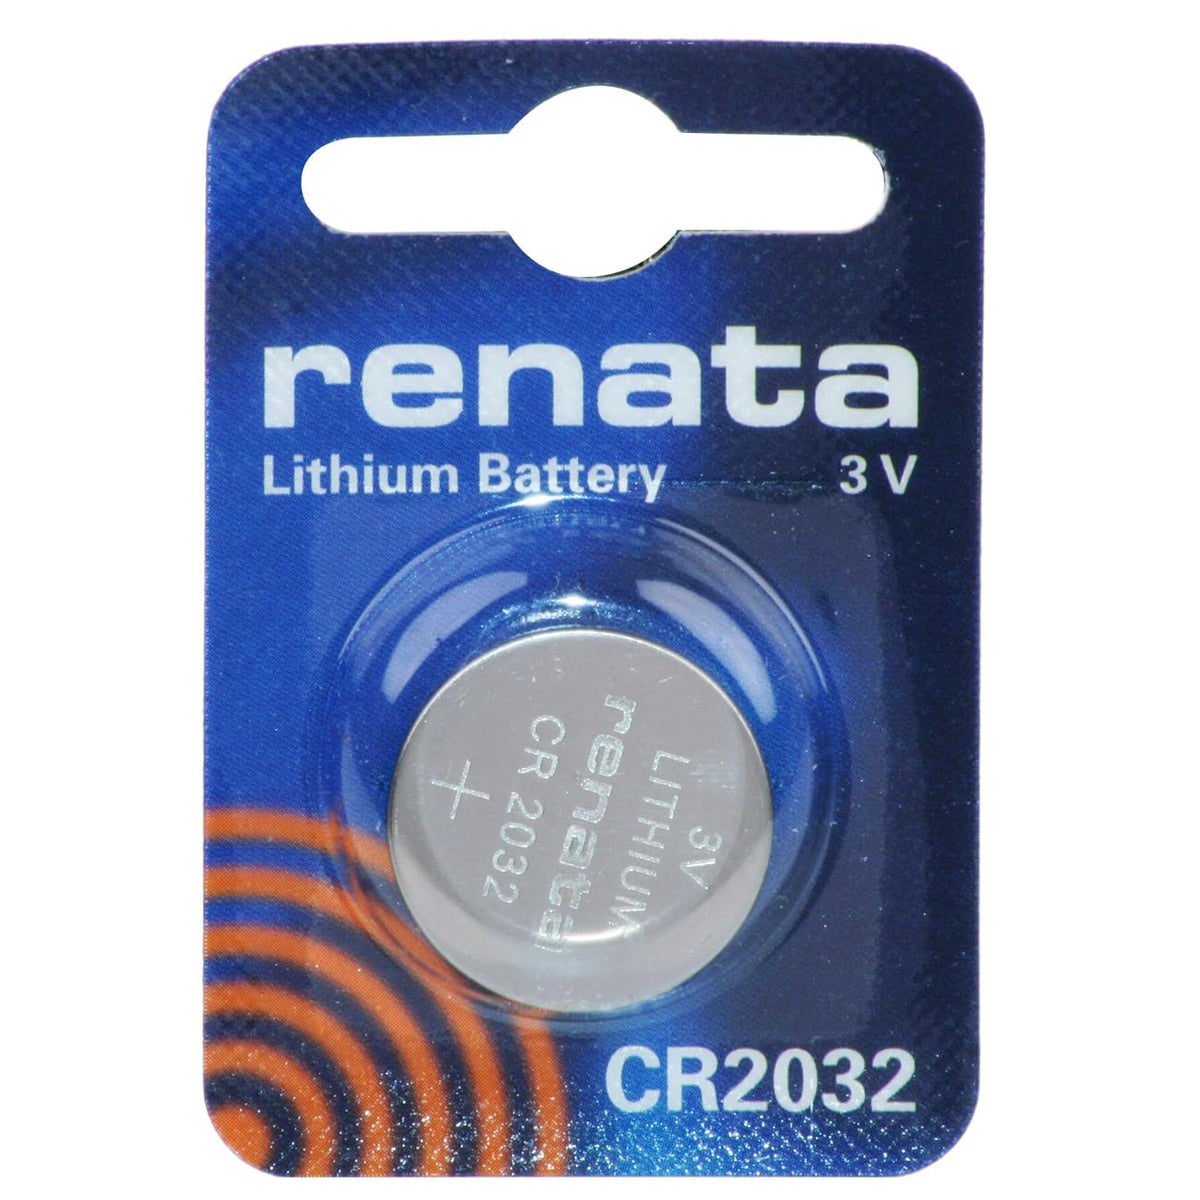 renata
Lithium Battery 3 V
+
CR 2032
renata
LITHIUM
3V
CR2032